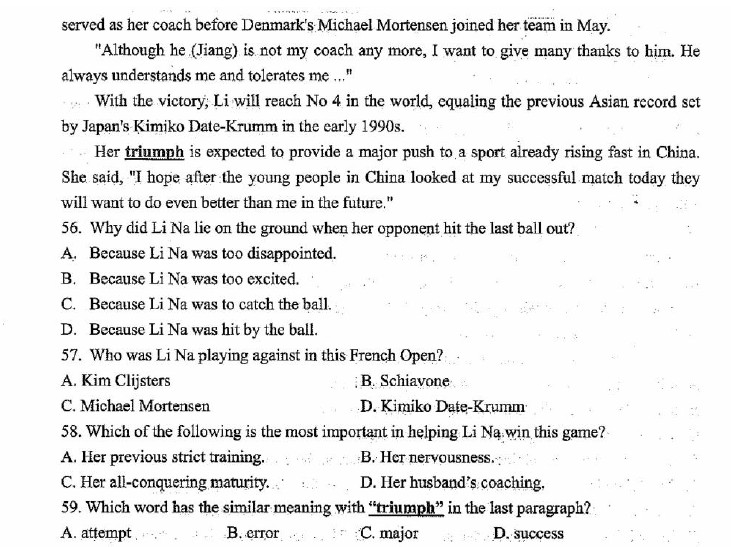 served as her coach before Denmark's Michael Mortensen joined her team in May.
"Although he (Jiang) is not my coach any more, I want to give many thanks to him. He
always understands me and tolerates me ..."
With the victory, Li will reach No 4 in the world, equaling the previous Asian record set
by Japan's Kimiko Date-Krumm in the early 1990s.
Her triumph is expected to provide a major push to a sport already rising fast in China.
She said, "I hope after the young people in China looked at my successful match today they
will want to do even better than me in the future."
56. Why did Li Na lie on the ground when her opponent hit the last ball out?
A. Because Li Na was too disappointed.
B. Because Li Na was too excited.
C. Because Li Na was to catch the ball.
D. Because Li Na was hit by the ball.
57. Who was Li Na playing against in this French Open?
A. Kim Clijsters B. Schiavone
C. Michael Mortensen D. Kimiko Date-Krumm
58. Which of the following is the most important in helping Li Na win this game?
A. Her previous strict training. B. Her nervousness.
C. Her all-conquering maturity. D. Her husband's coaching.
59. Which word has the similar meaning with "triumph" in the last paragraph?
A. attempt B. error C. major D. success